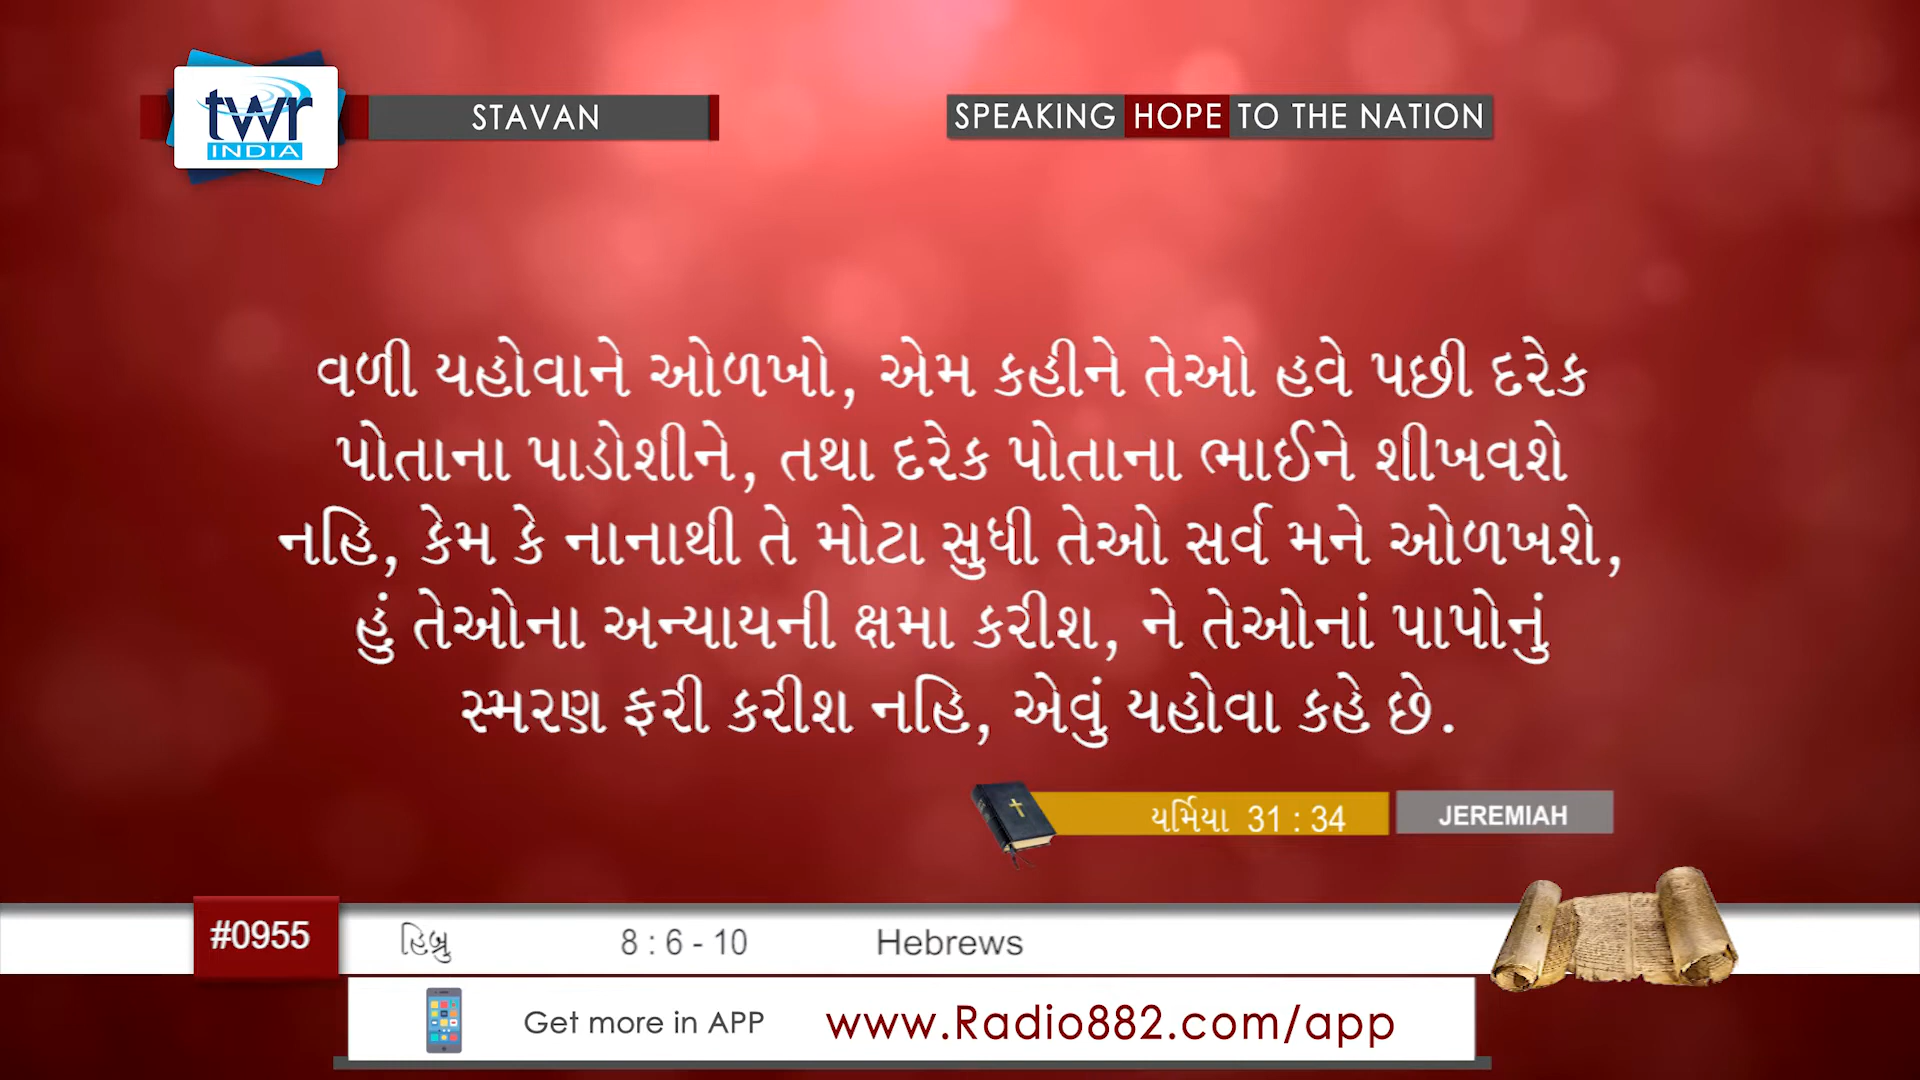 twr
INDIA
STAVAN
SPEAKING HOPE TO THE NATION
વળી યહોવાને ઓળખો, એમ કહીને તેઓ હવે પછી દરેક
પોતાના પાડોશીને, તથા દરેક પોતાના ભાઈને શીખવશે
નહિ, કેમ કે નાનાથી તે મોટા સુધી તેઓ સર્વ મને ઓળખશે,
હું તેઓના અન્યાયની ક્ષમા કરીશ, ને તેઓનાં પાપોનું
સ્મરણ ફરી કરીશ નહિ, એવું યહોવા કહે છે.
યર્મિયા 31 : 34
JEREMIAH
#0955
હિબ્રુ 8 : 6 - 10 Hebrews
Get more in APP www.Radio882.com/app